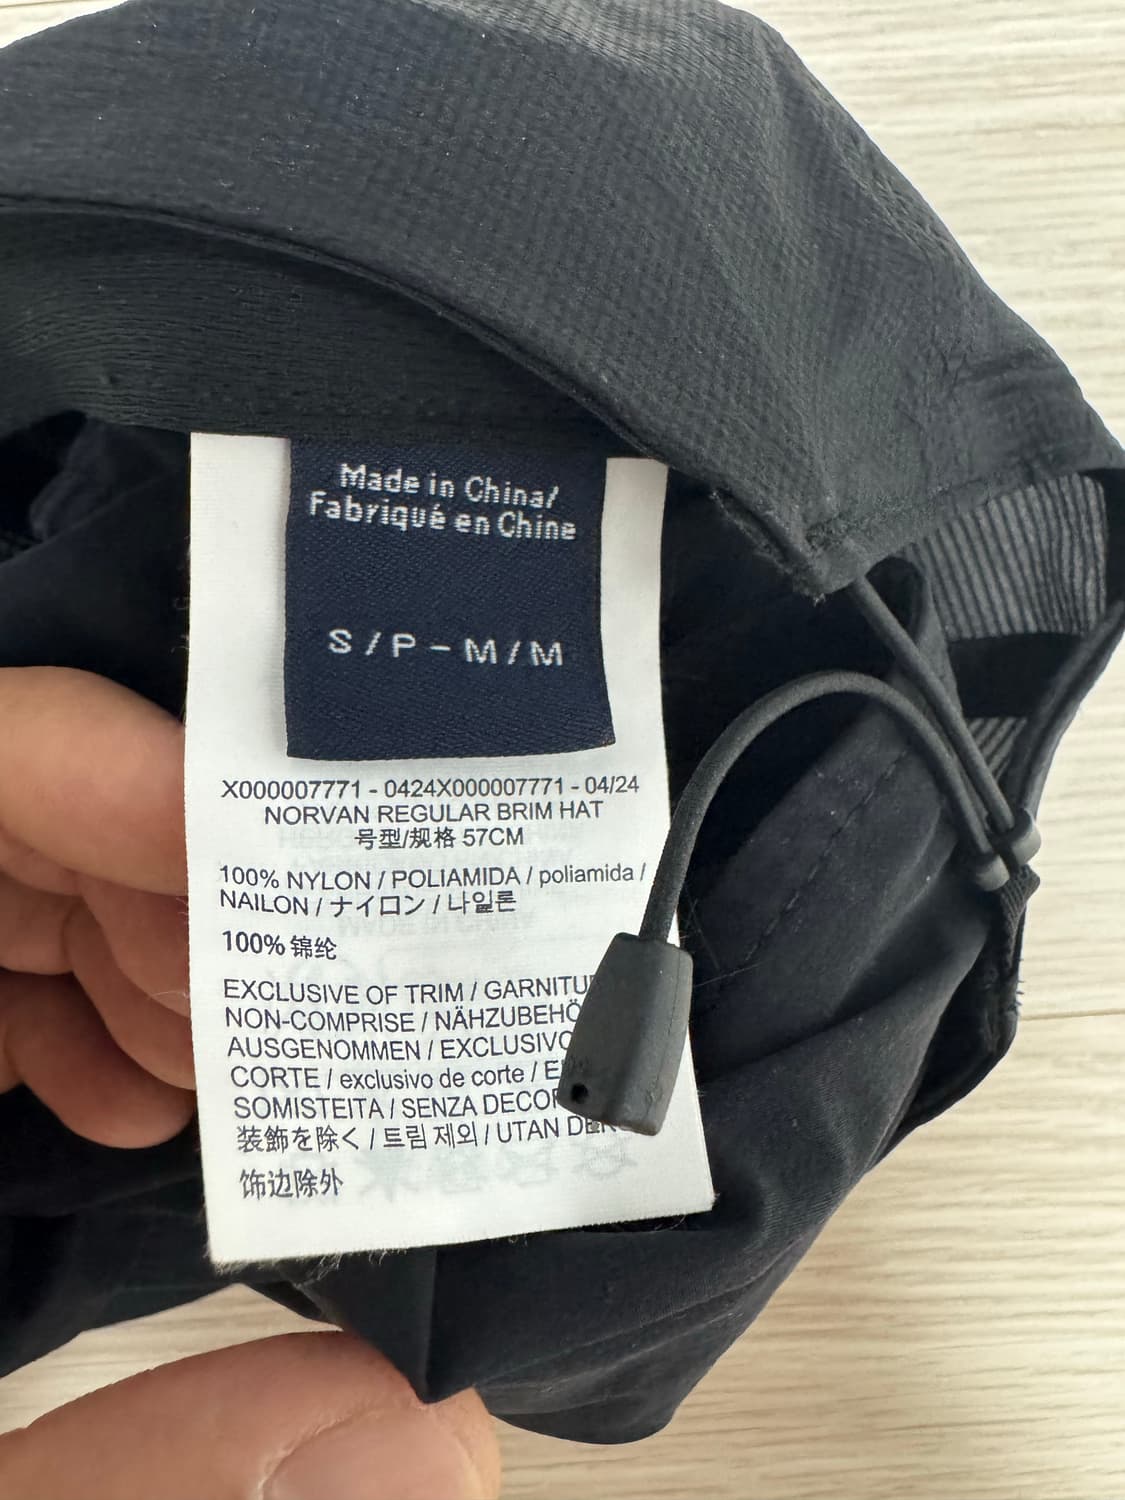 Made in China/
Fabriqué en Chine
S/P-M/M
X000007771 - 0424X000007771 - 04/24
NORVAN REGULAR BRIM HAT
号型/规格 57CM
100% NYLON / POLIAMIDA / poliamida /
NAILON / ナイロン / 나일론
100% 锦纶
EXCLUSIVE OF TRIM / GARNITU
NON-COMPRISE / NÄHZUBEHÖ
AUSGENOMMEN / EXCLUSIVO
CORTE / exclusivo de corte / E
SOMISTEITA / SENZA DECOR
装飾を除く / 트림 제외 / UTAN DEK
饰边除外